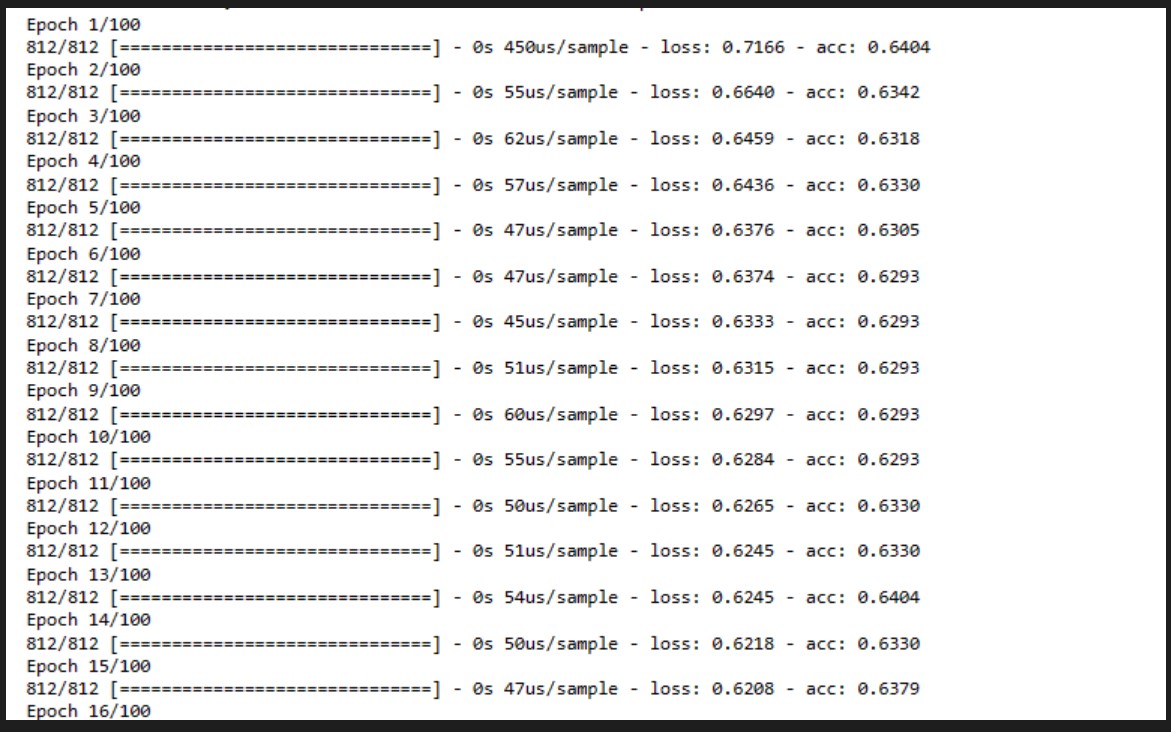 Epoch 1/100
812/812 [==============================] - 0s 450us/sample - loss: 0.7166 - acc: 0.6404
Epoch 2/100
812/812 [==============================] - 0s 55us/sample - loss: 0.6640 - acc: 0.6342
Epoch 3/100
812/812 [==============================] - 0s 62us/sample - loss: 0.6459 - acc: 0.6318
Epoch 4/100
812/812 [==============================] - 0s 57us/sample - loss: 0.6436 - acc: 0.6330
Epoch 5/100
812/812 [==============================] - 0s 47us/sample - loss: 0.6376 - acc: 0.6305
Epoch 6/100
812/812 [==============================] - 0s 47us/sample - loss: 0.6374 - acc: 0.6293
Epoch 7/100
812/812 [==============================] - 0s 45us/sample - loss: 0.6333 - acc: 0.6293
Epoch 8/100
812/812 [==============================] - 0s 51us/sample - loss: 0.6315 - acc: 0.6293
Epoch 9/100
812/812 [==============================] - 0s 60us/sample - loss: 0.6297 - acc: 0.6293
Epoch 10/100
812/812 [==============================] - 0s 55us/sample - loss: 0.6284 - acc: 0.6293
Epoch 11/100
812/812 [==============================] - 0s 50us/sample - loss: 0.6265 - acc: 0.6330
Epoch 12/100
812/812 [==============================] - 0s 51us/sample - loss: 0.6245 - acc: 0.6330
Epoch 13/100
812/812 [==============================] - 0s 54us/sample - loss: 0.6245 - acc: 0.6404
Epoch 14/100
812/812 [==============================] - 0s 50us/sample - loss: 0.6218 - acc: 0.6330
Epoch 15/100
812/812 [==============================] - 0s 47us/sample - loss: 0.6208 - acc: 0.6379
Epoch 16/100